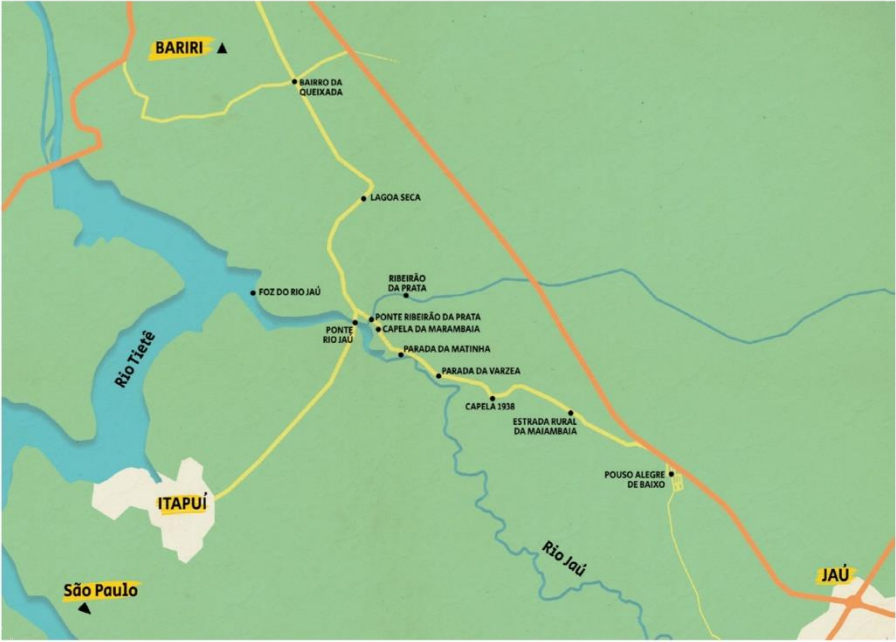 BARIRI
BAIRRO DA
QUEIXADA
LAGOA SECA
RIBEIRÃO
DA PRATA
FOZ DO RIO JAÚ
PONTE RIBEIRÃO DA PRATA
PONTE
RIO JAÚ
CAPELA DA MARAMBAIA
Rio Tietê
PARADA DA MATINHA
PARADA DA VARZEA
CAPELA 1938
ESTRADA RURAL
DA MAIAMBAIA
POUSO ALEGRE
DE BAIXO
ITAPUÍ
Rio Jaú
São Paulo
JAÚ